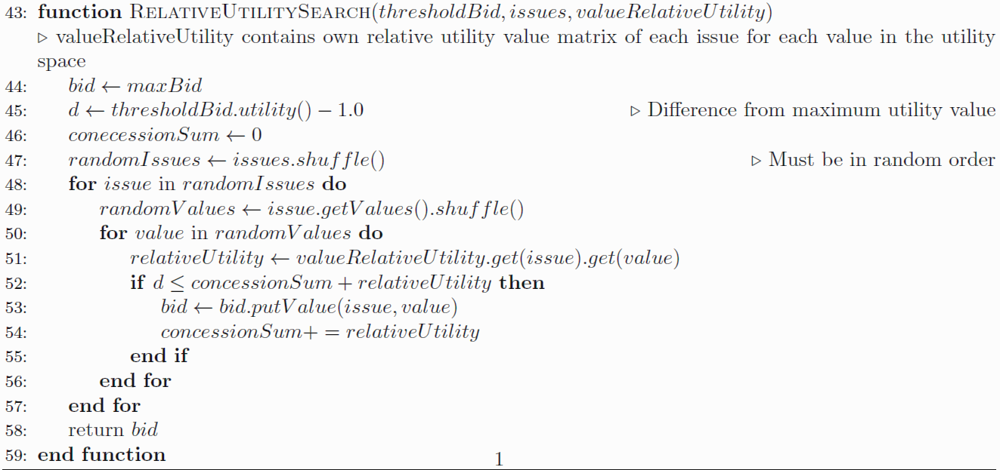 43: function RELATIVEUTILITYSEARCH(thresholdBid, issues, valueRelativeUtility)
▷ valueRelativeUtility contains own relative utility value matrix of each issue for each value in the utility
space
44: bid ← maxBid
45: d ← thresholdBid.utility() − 1.0 ▷ Difference from maximum utility value
46: conecessionSum ← 0
47: randomIssues ← issues.shuffle() ▷ Must be in random order
48: for issue in randomIssues do
49: randomValues ← issue.getValues().shuffle()
50: for value in randomValues do
51: relativeUtility ← valueRelativeUtility.get(issue).get(value)
52: if d ≤ concessionSum + relativeUtility then
53: bid ← bid.putValue(issue, value)
54: concessionSum+ = relativeUtility
55: end if
56: end for
57: end for
58: return bid
59: end function
1